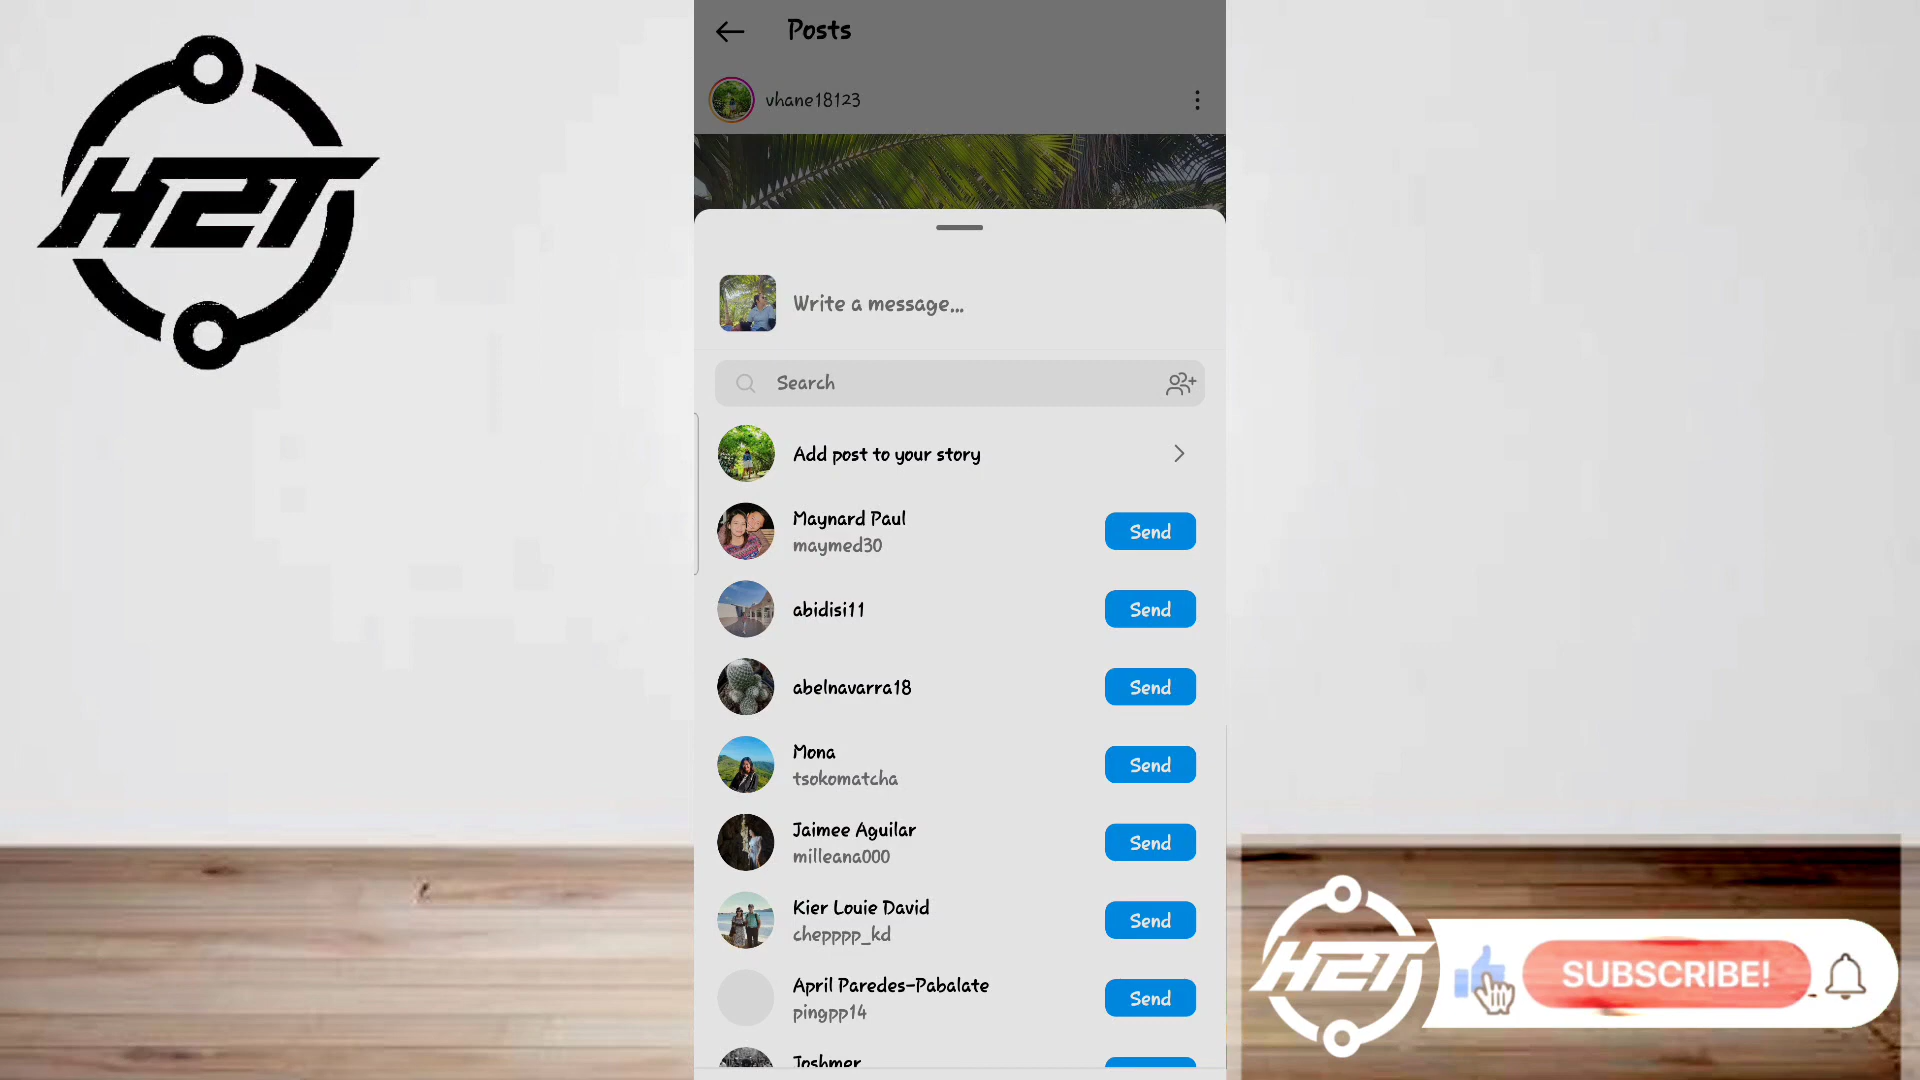 H2T
Posts
vhane18123
Write a message...
Search
Add post to your story
Maynard Paul
maymed30
Send
abidisi11
Send
abelnavarra18
Send
Mona
tsokomatcha
Send
Jaimee Aguilar
milleana000
Send
Kier Louie David
chepppp_kd
Send
April Paredes-Pabalate
pingpp14
Send
Joshmer
H2T
SUBSCRIBE!